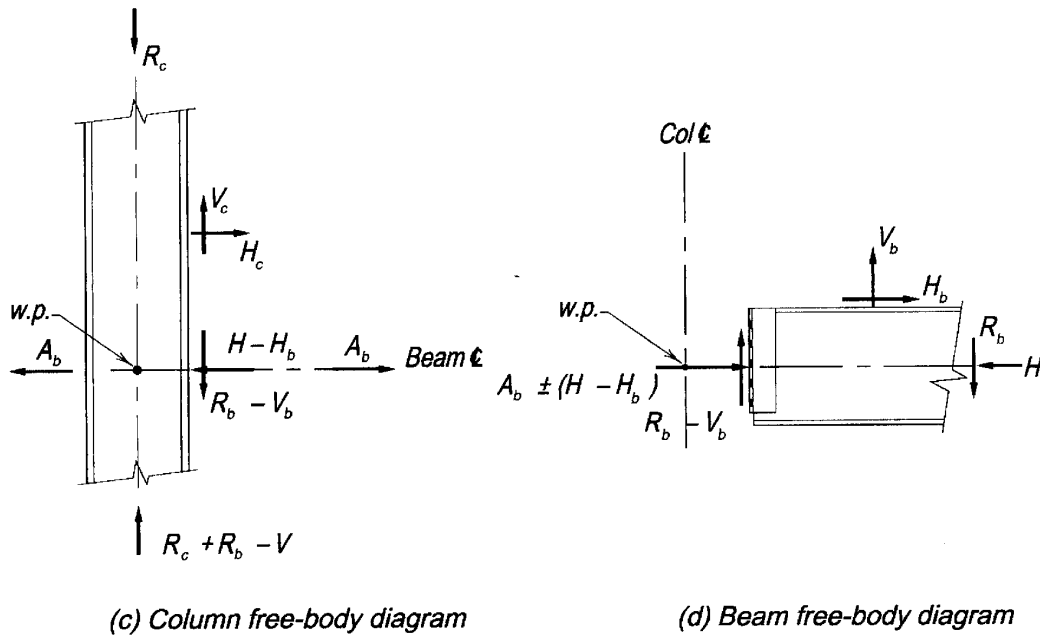 R_c
V_c
H_c
w.p.
H – H_b
A_b
A_b
Beam ℄
R_b – V_b
R_c + R_b – V
(c) Column free-body diagram
Col ℄
V_b
H_b
w.p.
R_b
H
A_b ± (H – H_b)
R_b – V_b
(d) Beam free-body diagram